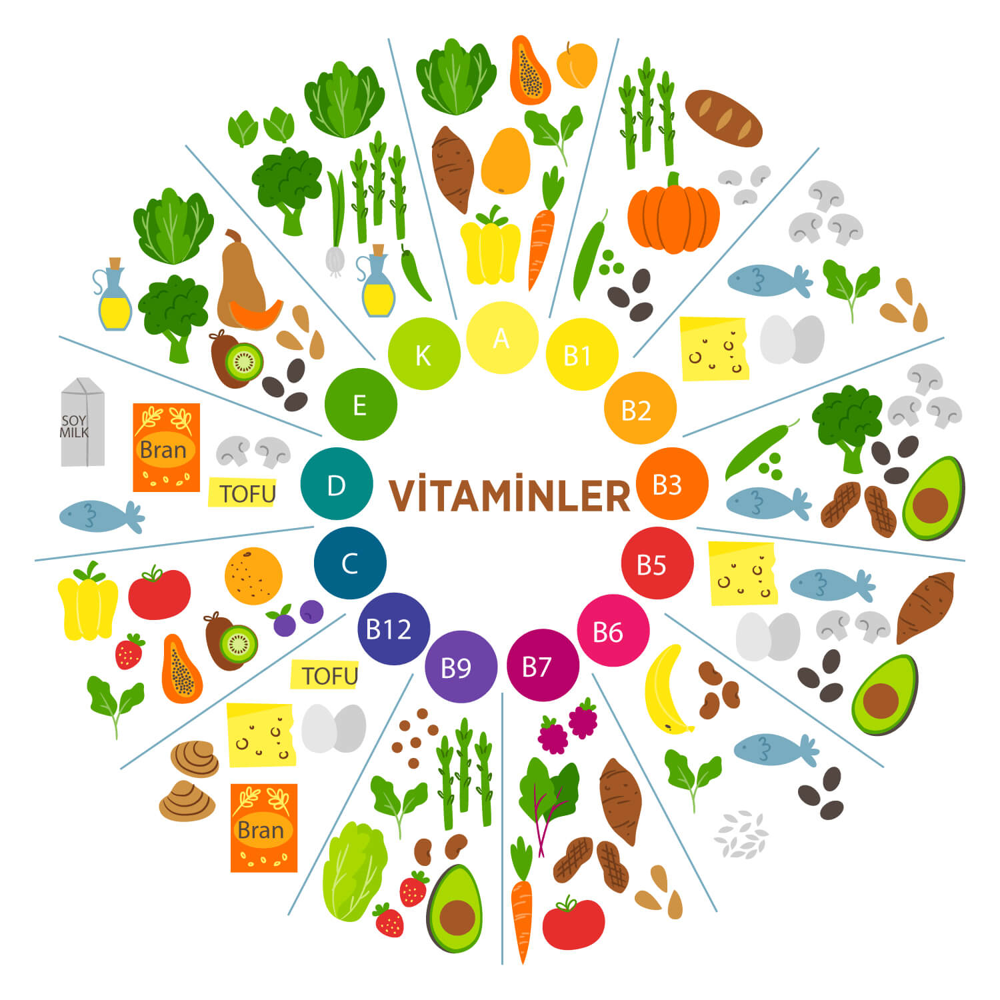 A
K
B1
E
B2
SOY
MILK
Bran
TOFU
D
VİTAMİNLER
B3
C
B5
B12
B6
B9
B7
TOFU
Bran